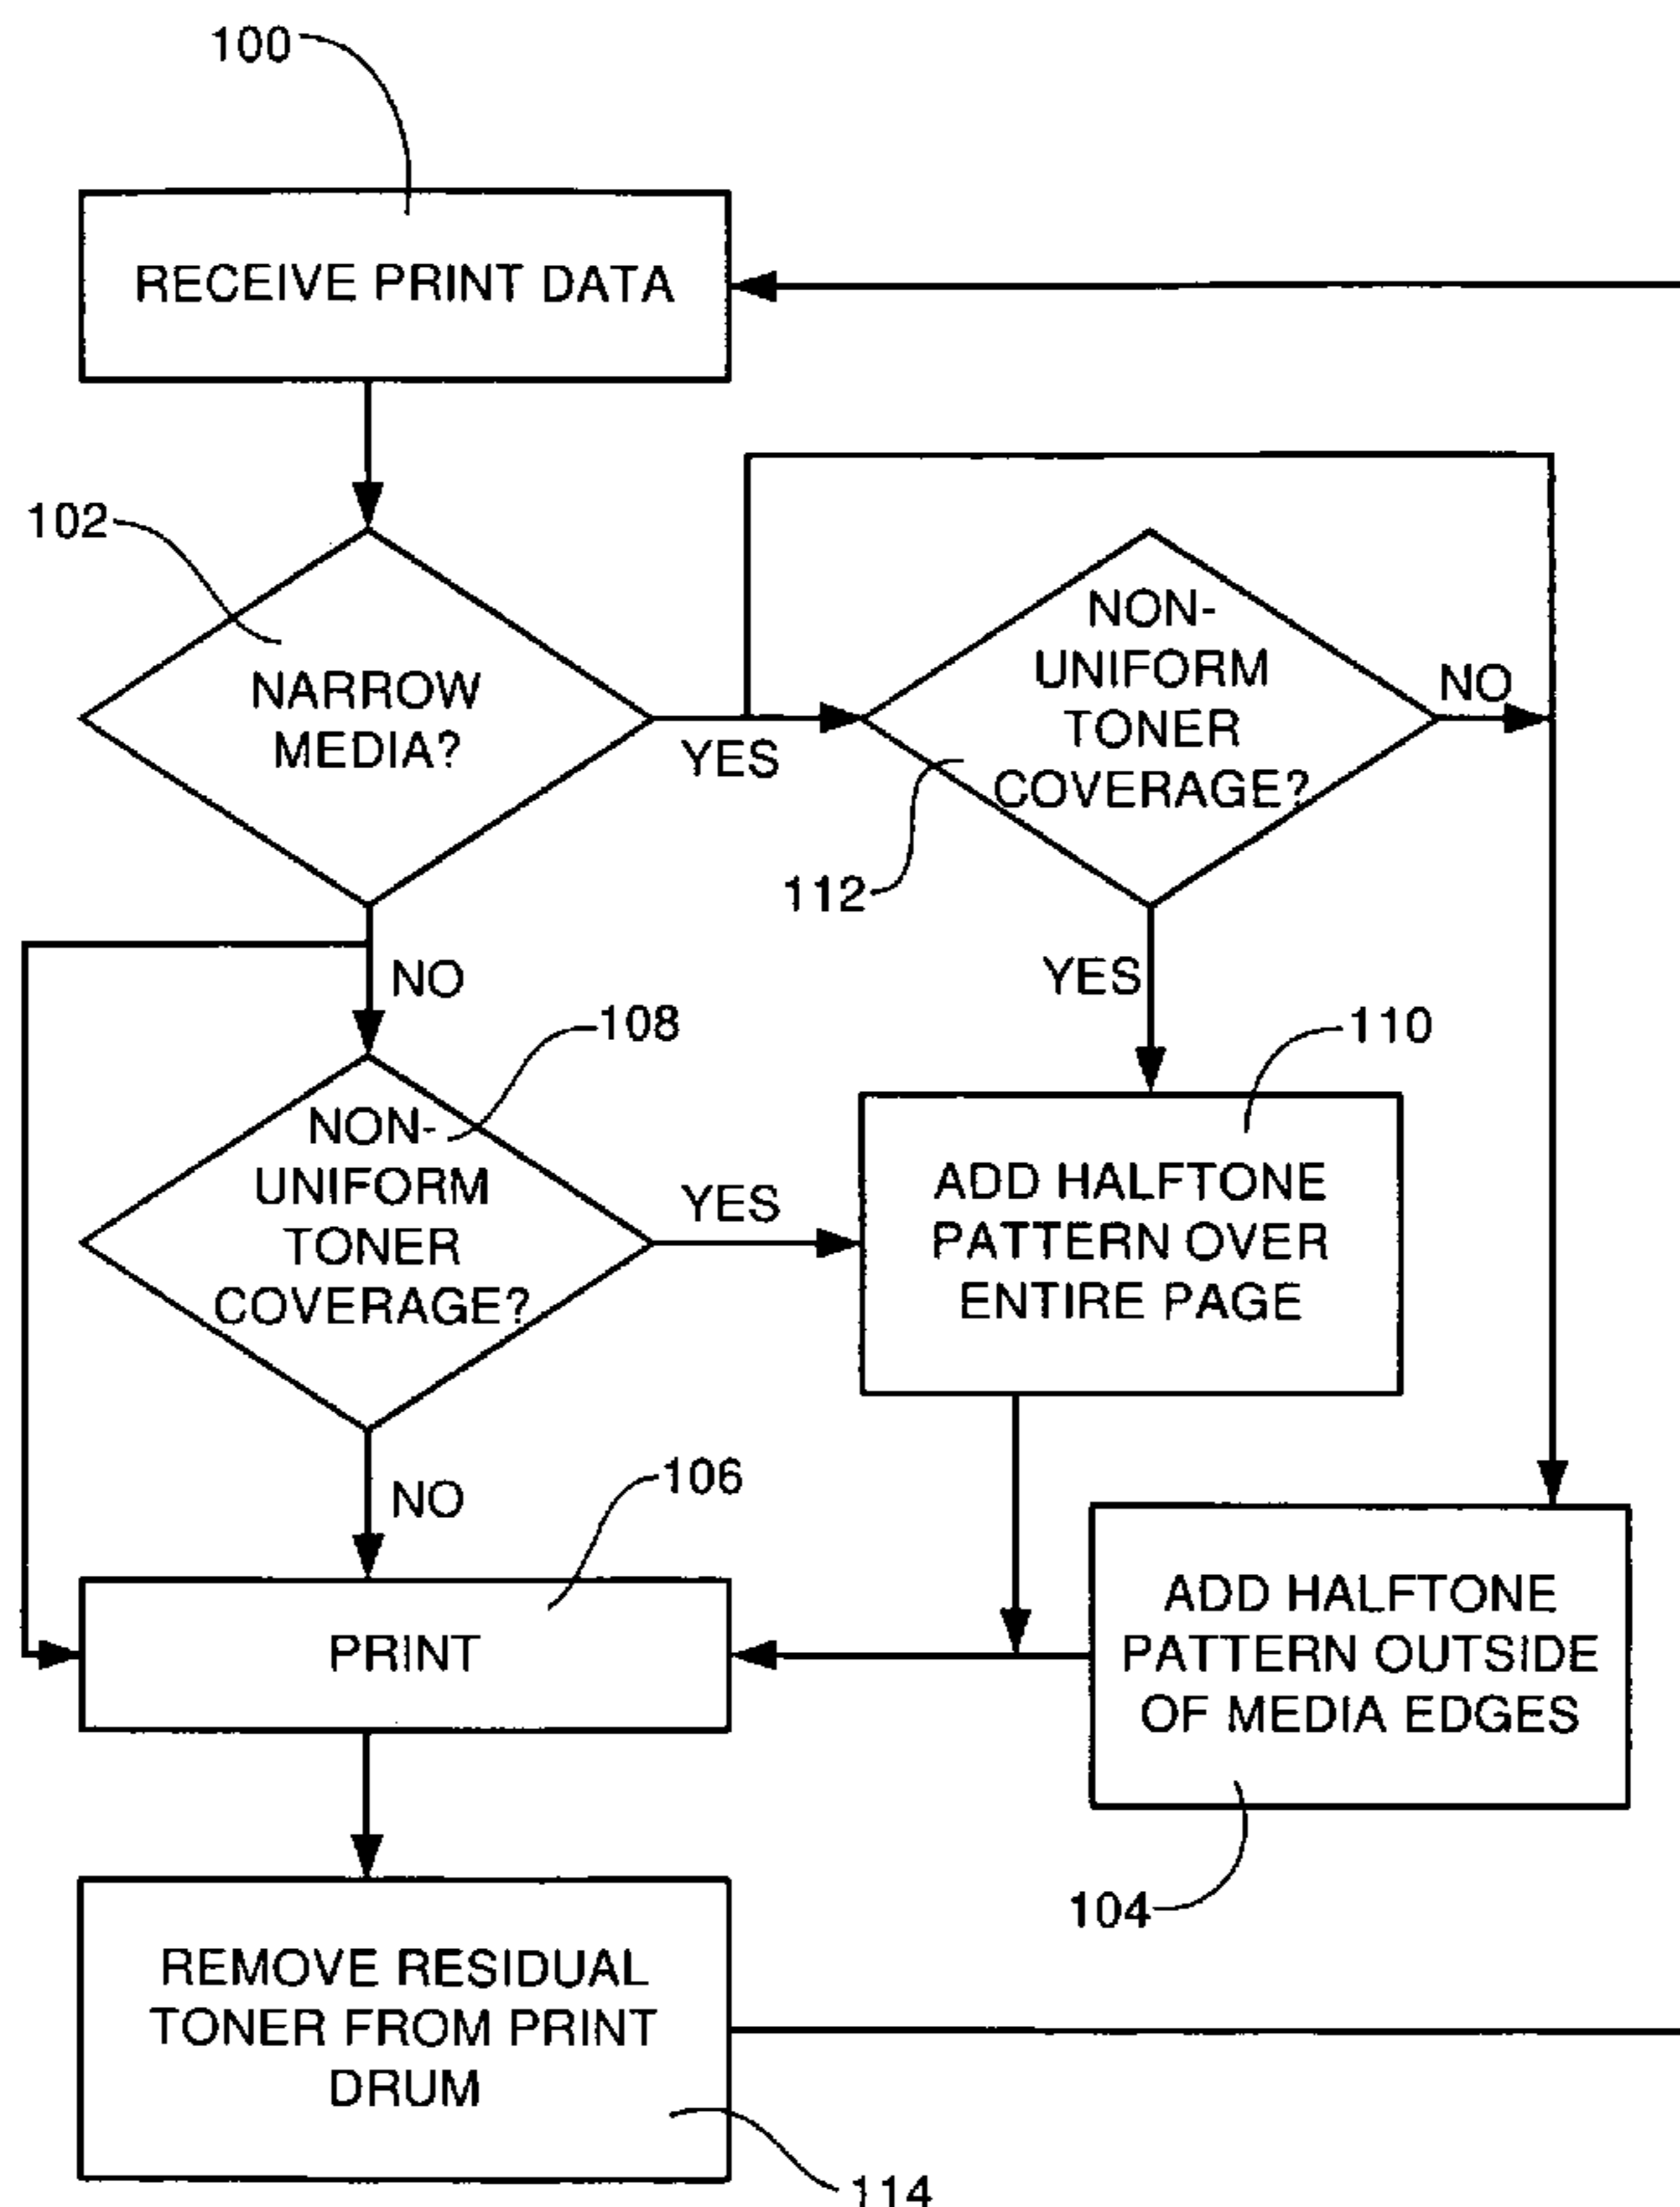 100
RECEIVE PRINT DATA
102
NARROW
MEDIA?
YES
NON-
UNIFORM
TONER
COVERAGE?
NO
112
NO
YES
108
110
NON-
UNIFORM
TONER
COVERAGE?
YES
ADD HALFTONE
PATTERN OVER
ENTIRE PAGE
NO
106
PRINT
ADD HALFTONE
PATTERN OUTSIDE
OF MEDIA EDGES
104
REMOVE RESIDUAL
TONER FROM PRINT
DRUM
114